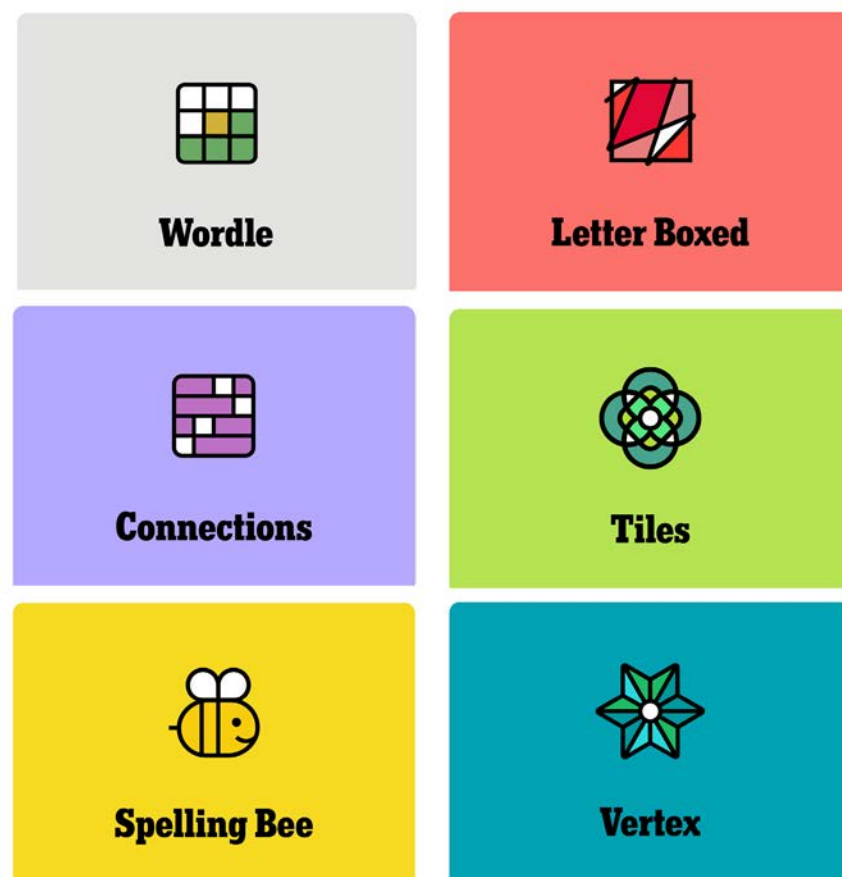 Wordle
Letter Boxed
Connections
Tiles
Spelling Bee
Vertex